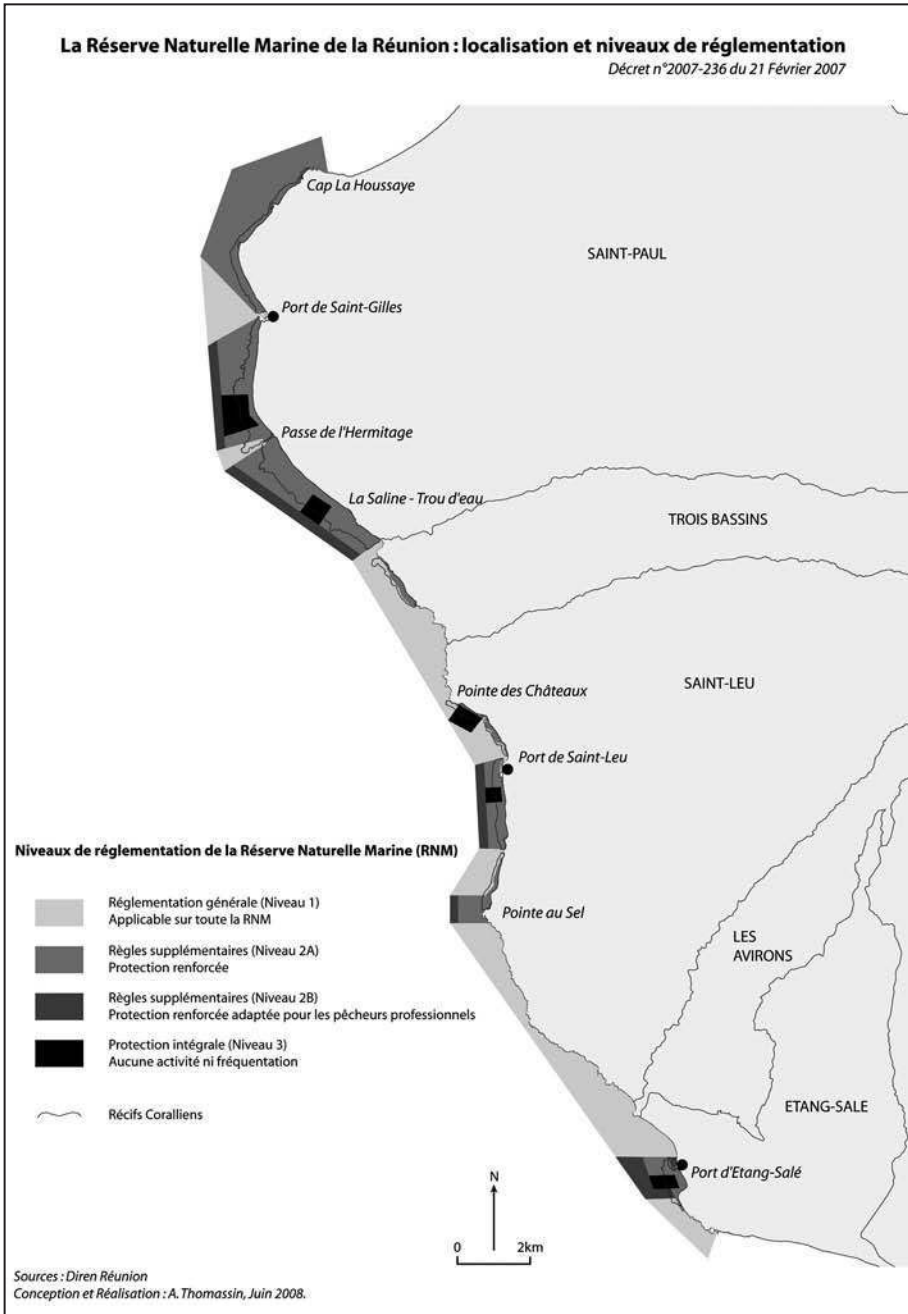 La Réserve Naturelle Marine de la Réunion : localisation et niveaux de réglementation
Décret n°2007-236 du 21 Février 2007
Cap La Houssaye
SAINT-PAUL
Port de Saint-Gilles
Passe de l'Hermitage
La Saline - Trou d'eau
TROIS BASSINS
SAINT-LEU
Pointe des Châteaux
Port de Saint-Leu
Pointe au Sel
LES
AVIRONS
ETANG-SALE
Port d'Etang-Salé
Niveaux de réglementation de la Réserve Naturelle Marine (RNM)
Réglementation générale (Niveau 1)
Applicable sur toute la RNM
Règles supplémentaires (Niveau 2A)
Protection renforcée
Règles supplémentaires (Niveau 2B)
Protection renforcée adaptée pour les pêcheurs professionnels
Protection intégrale (Niveau 3)
Aucune activité ni fréquentation
Récifs Coralliens
N
0 2km
Sources : Diren Réunion
Conception et Réalisation : A. Thomassin, Juin 2008.